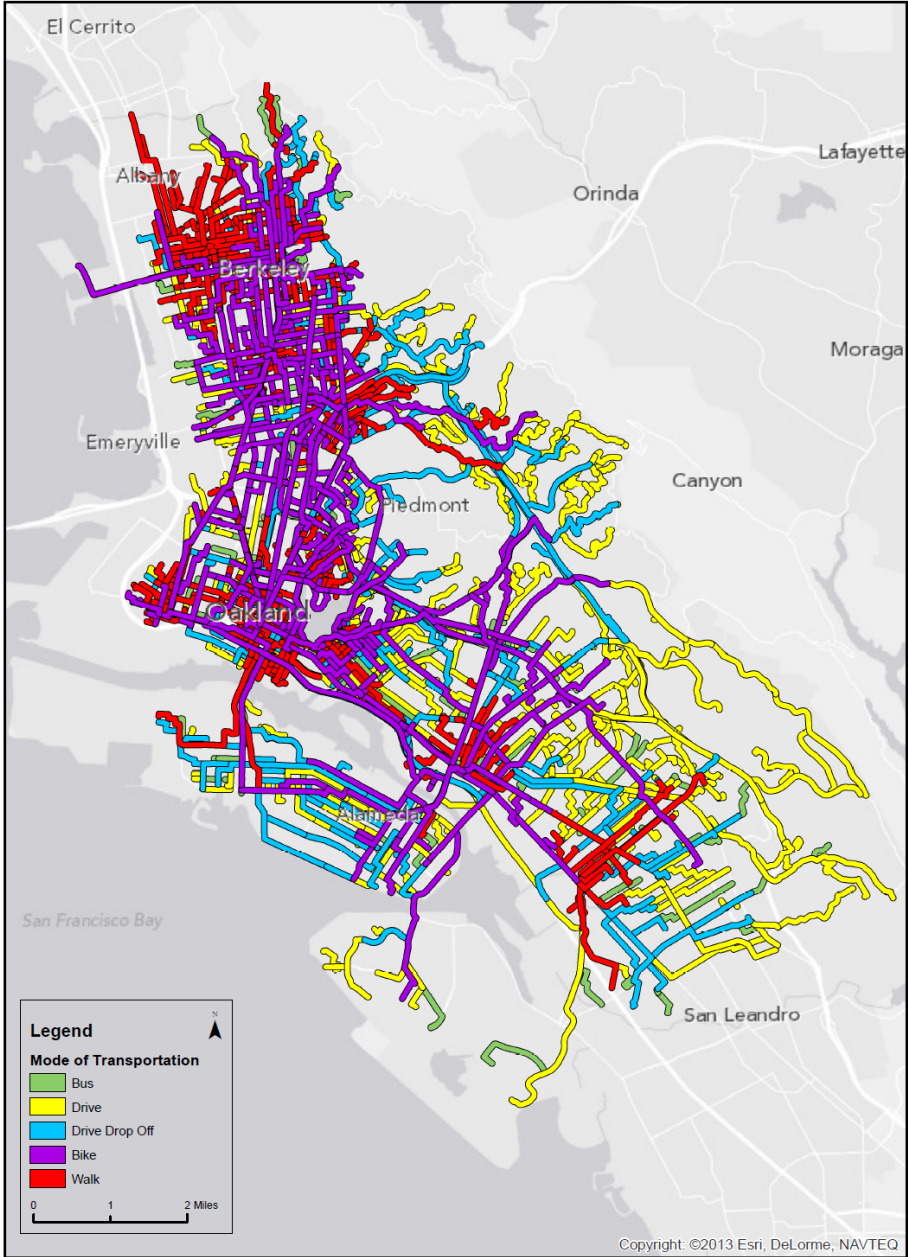 El Cerrito
Lafayette
Albany
Orinda
Berkeley
Moraga
Emeryville
Canyon
Piedmont
Oakland
Alameda
San Francisco Bay
San Leandro
Legend
N
Mode of Transportation
Bus
Drive
Drive Drop Off
Bike
Walk
0 1 2 Miles
Copyright: ©2013 Esri, DeLorme, NAVTEQ